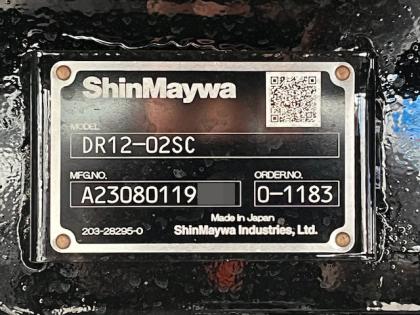 ShinMaywa
MODEL
DR12-02SC
MFG.NO. ORDER.NO.
A23080119 0-1183
Made in Japan
203-28295-0 ShinMaywa Industries, Ltd.